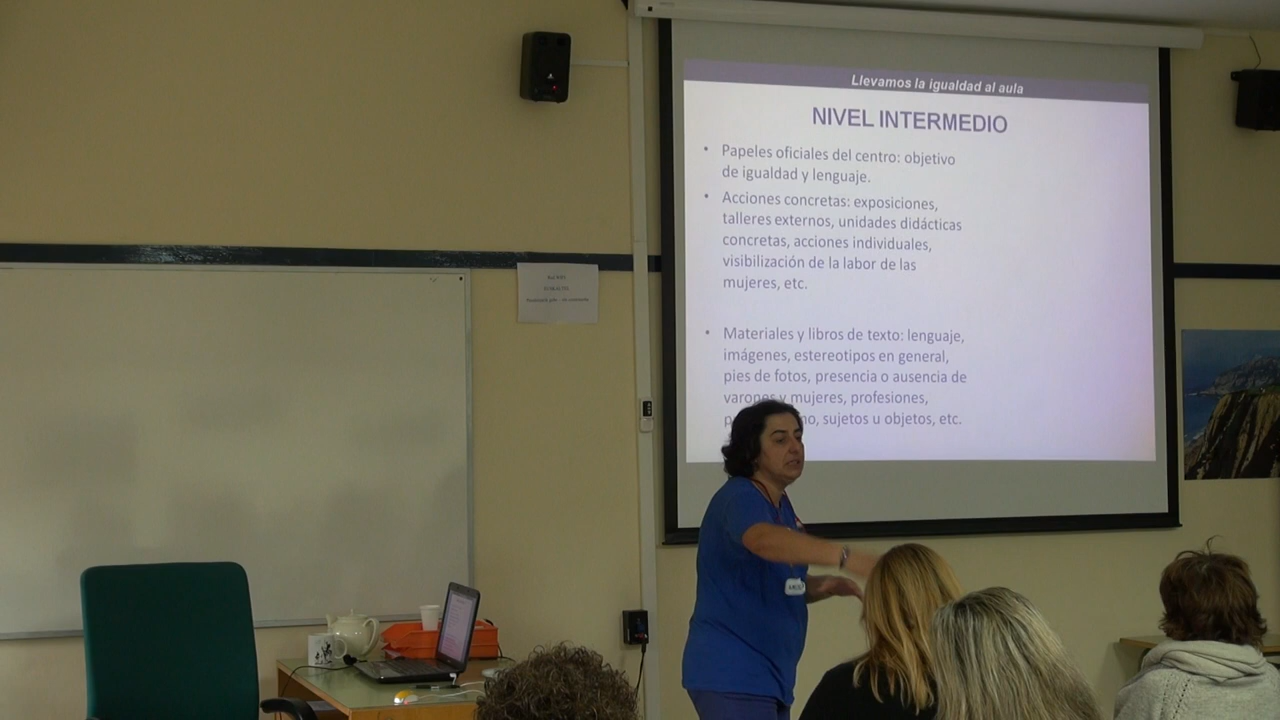 Llevamos la igualdad al aula
NIVEL INTERMEDIO
• Papeles oficiales del centro: objetivo
de igualdad y lenguaje.
• Acciones concretas: exposiciones,
talleres externos, unidades didácticas
concretas, acciones individuales,
visibilización de la labor de las
mujeres, etc.
• Materiales y libros de texto: lenguaje,
imágenes, estereotipos en general,
pies de fotos, presencia o ausencia de
varones y mujeres, profesiones,
sujetos u objetos, etc.